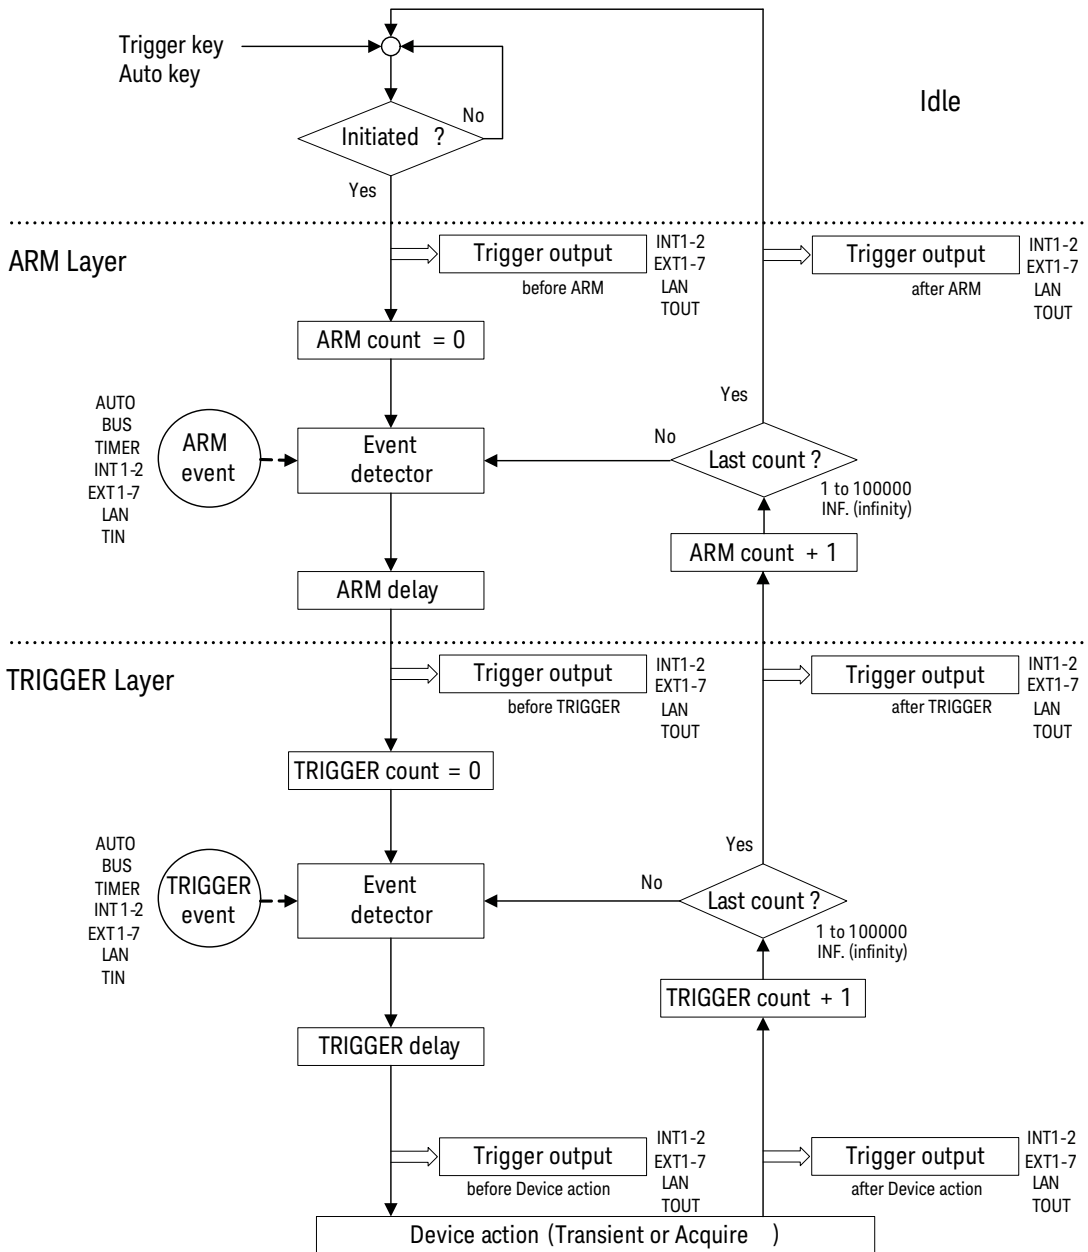 Trigger key
Auto key
Idle
Initiated ?
No
Yes
ARM Layer
Trigger output
before ARM
INT1-2
EXT1-7
LAN
TOUT
Trigger output
after ARM
INT1-2
EXT1-7
LAN
TOUT
ARM count = 0
AUTO
BUS
TIMER
INT1-2
EXT1-7
LAN
TIN
ARM
event
Event
detector
No
Yes
Last count ?
1 to 100000
INF. (infinity)
ARM count + 1
ARM delay
TRIGGER Layer
Trigger output
before TRIGGER
INT1-2
EXT1-7
LAN
TOUT
Trigger output
after TRIGGER
INT1-2
EXT1-7
LAN
TOUT
TRIGGER count = 0
AUTO
BUS
TIMER
INT1-2
EXT1-7
LAN
TIN
TRIGGER
event
Event
detector
No
Yes
Last count ?
1 to 100000
INF. (infinity)
TRIGGER count + 1
TRIGGER delay
Trigger output
before Device action
INT1-2
EXT1-7
LAN
TOUT
Trigger output
after Device action
INT1-2
EXT1-7
LAN
TOUT
Device action (Transient or Acquire )